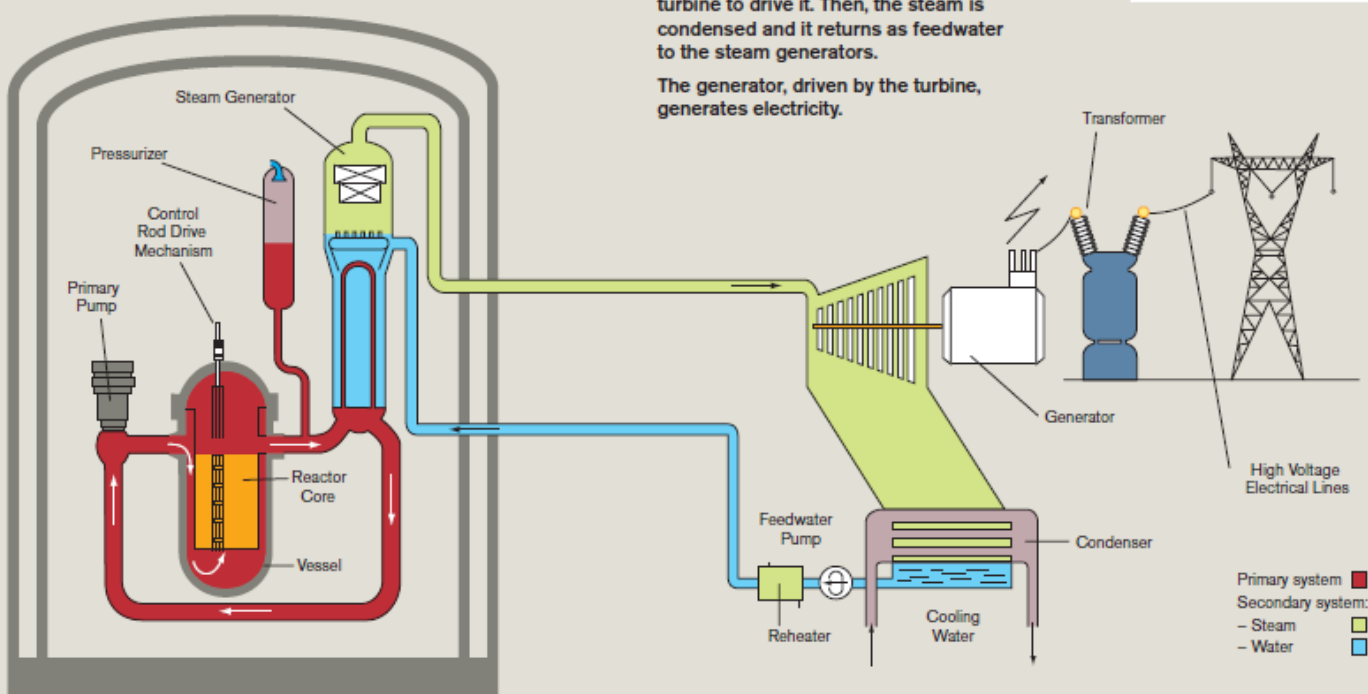 turbine to drive it. Then, the steam is
condensed and it returns as feedwater
to the steam generators.
The generator, driven by the turbine,
generates electricity.
Steam Generator
Pressurizer
Control
Rod Drive
Mechanism
Primary
Pump
Reactor
Core
Vessel
Transformer
Generator
High Voltage
Electrical Lines
Feedwater
Pump
Condenser
Reheater
Cooling
Water
Primary system
Secondary system:
– Steam
– Water